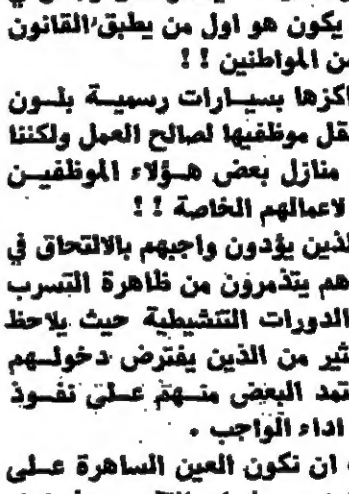 يكون هو اول من يطبق القانون
من المواطنين ! !
اكزها بسيارات رسمية بلون
نقل موظفيها لصالح العمل ولكننا
منازل بعض هؤلاء الموظفين
لاعمالهم الخاصة ! !
لذين يؤدون واجبهم بالالتحاق في
هم يتذمرون من ظاهرة التسرب
الدورات التنشيطية حيث يلاحظ
ثير من الذين يفترض دخولهم
تمد البعض منهم على نفوذ
اداء الواجب .
ان تكون العين الساهرة على